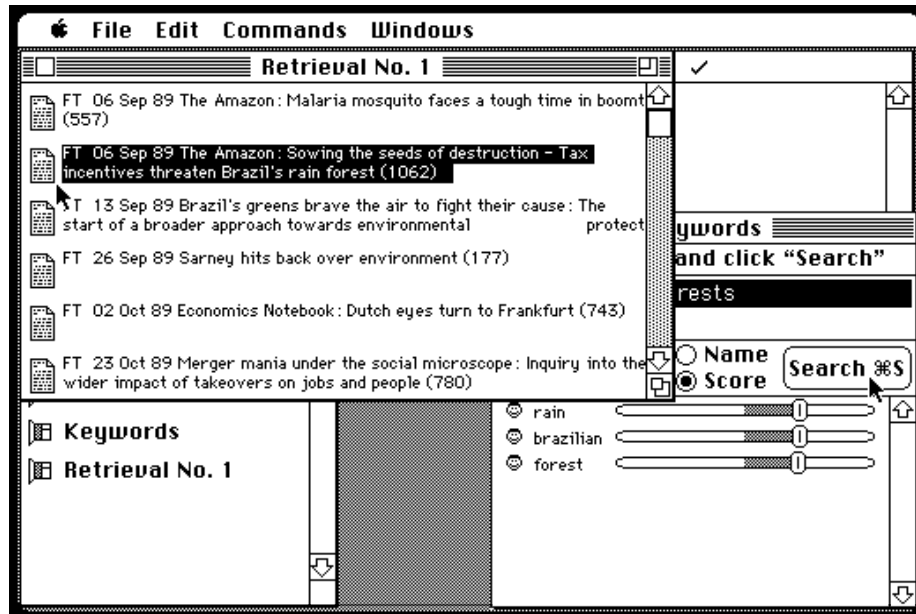 File Edit Commands Windows
Retrieval No. 1
FT 06 Sep 89 The Amazon: Malaria mosquito faces a tough time in boomt
(557)
FT 06 Sep 89 The Amazon: Sowing the seeds of destruction - Tax
incentives threaten Brazil's rain forest (1062)
FT 13 Sep 89 Brazil's greens brave the air to fight their cause: The
start of a broader approach towards environmental protect
FT 26 Sep 89 Sarney hits back over environment (177)
FT 02 Oct 89 Economics Notebook: Dutch eyes turn to Frankfurt (743)
FT 23 Oct 89 Merger mania under the social microscope: Inquiry into the
wider impact of takeovers on jobs and people (780)
ywords
and click “Search”
rests
Name
Score
Search ⌘S
rain
brazilian
forest
Keywords
Retrieval No. 1